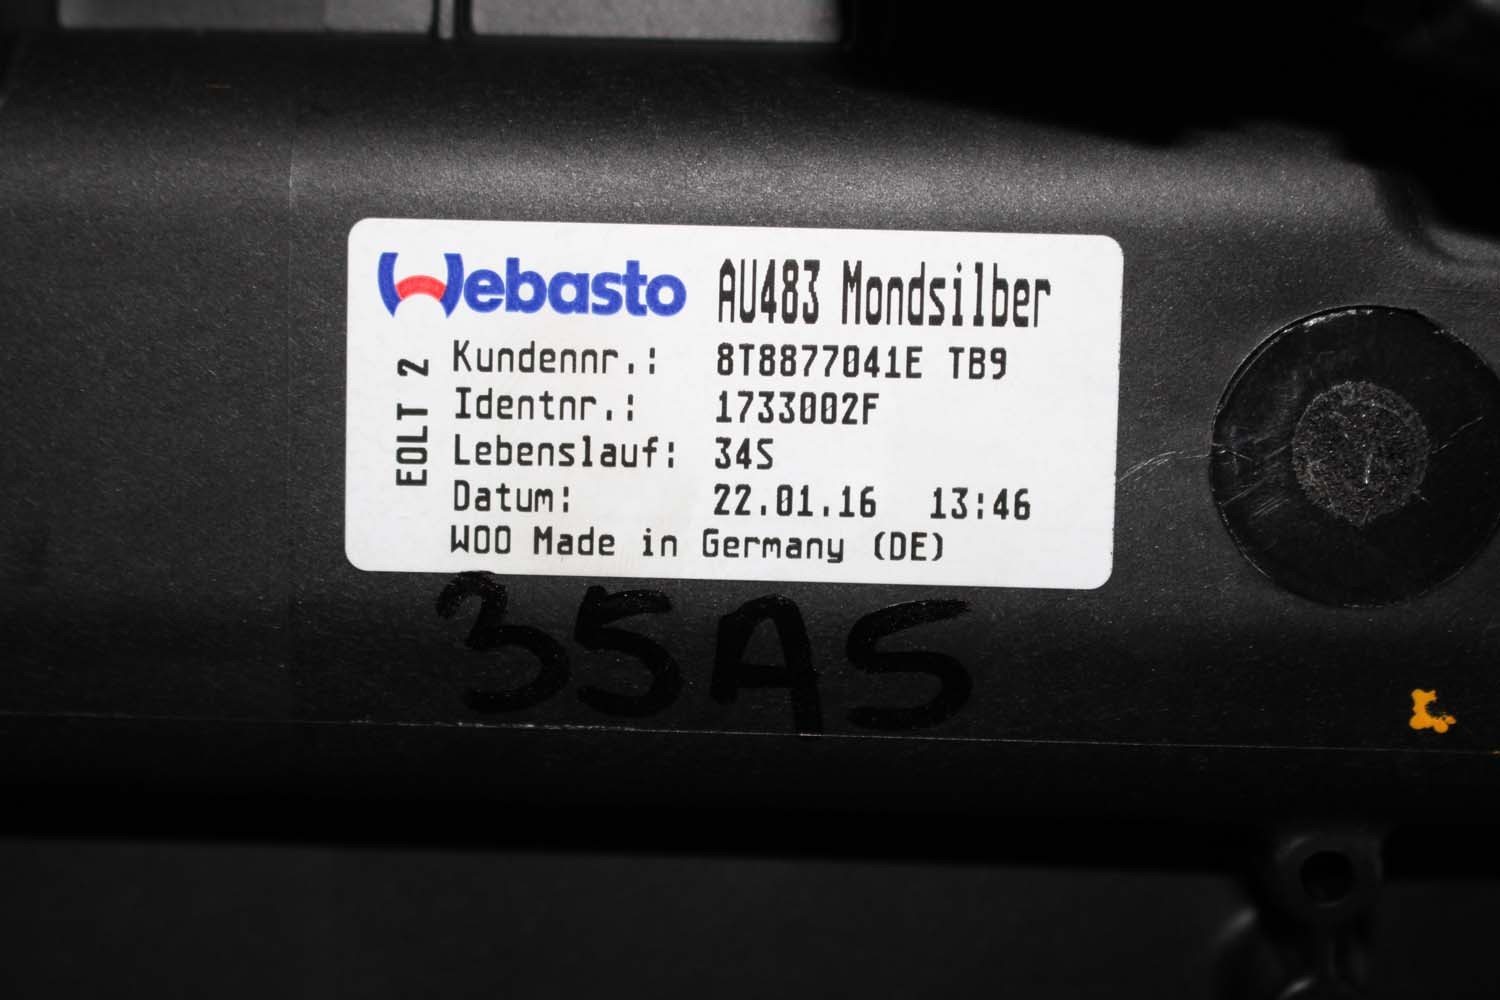 Webasto AU483 Mondsilber
EOLT 2
Kundennr.: 8T8877041E TB9
Identnr.: 1733002F
Lebenslauf: 34S
Datum: 22.01.16 13:46
WOO Made in Germany (DE)
35AS